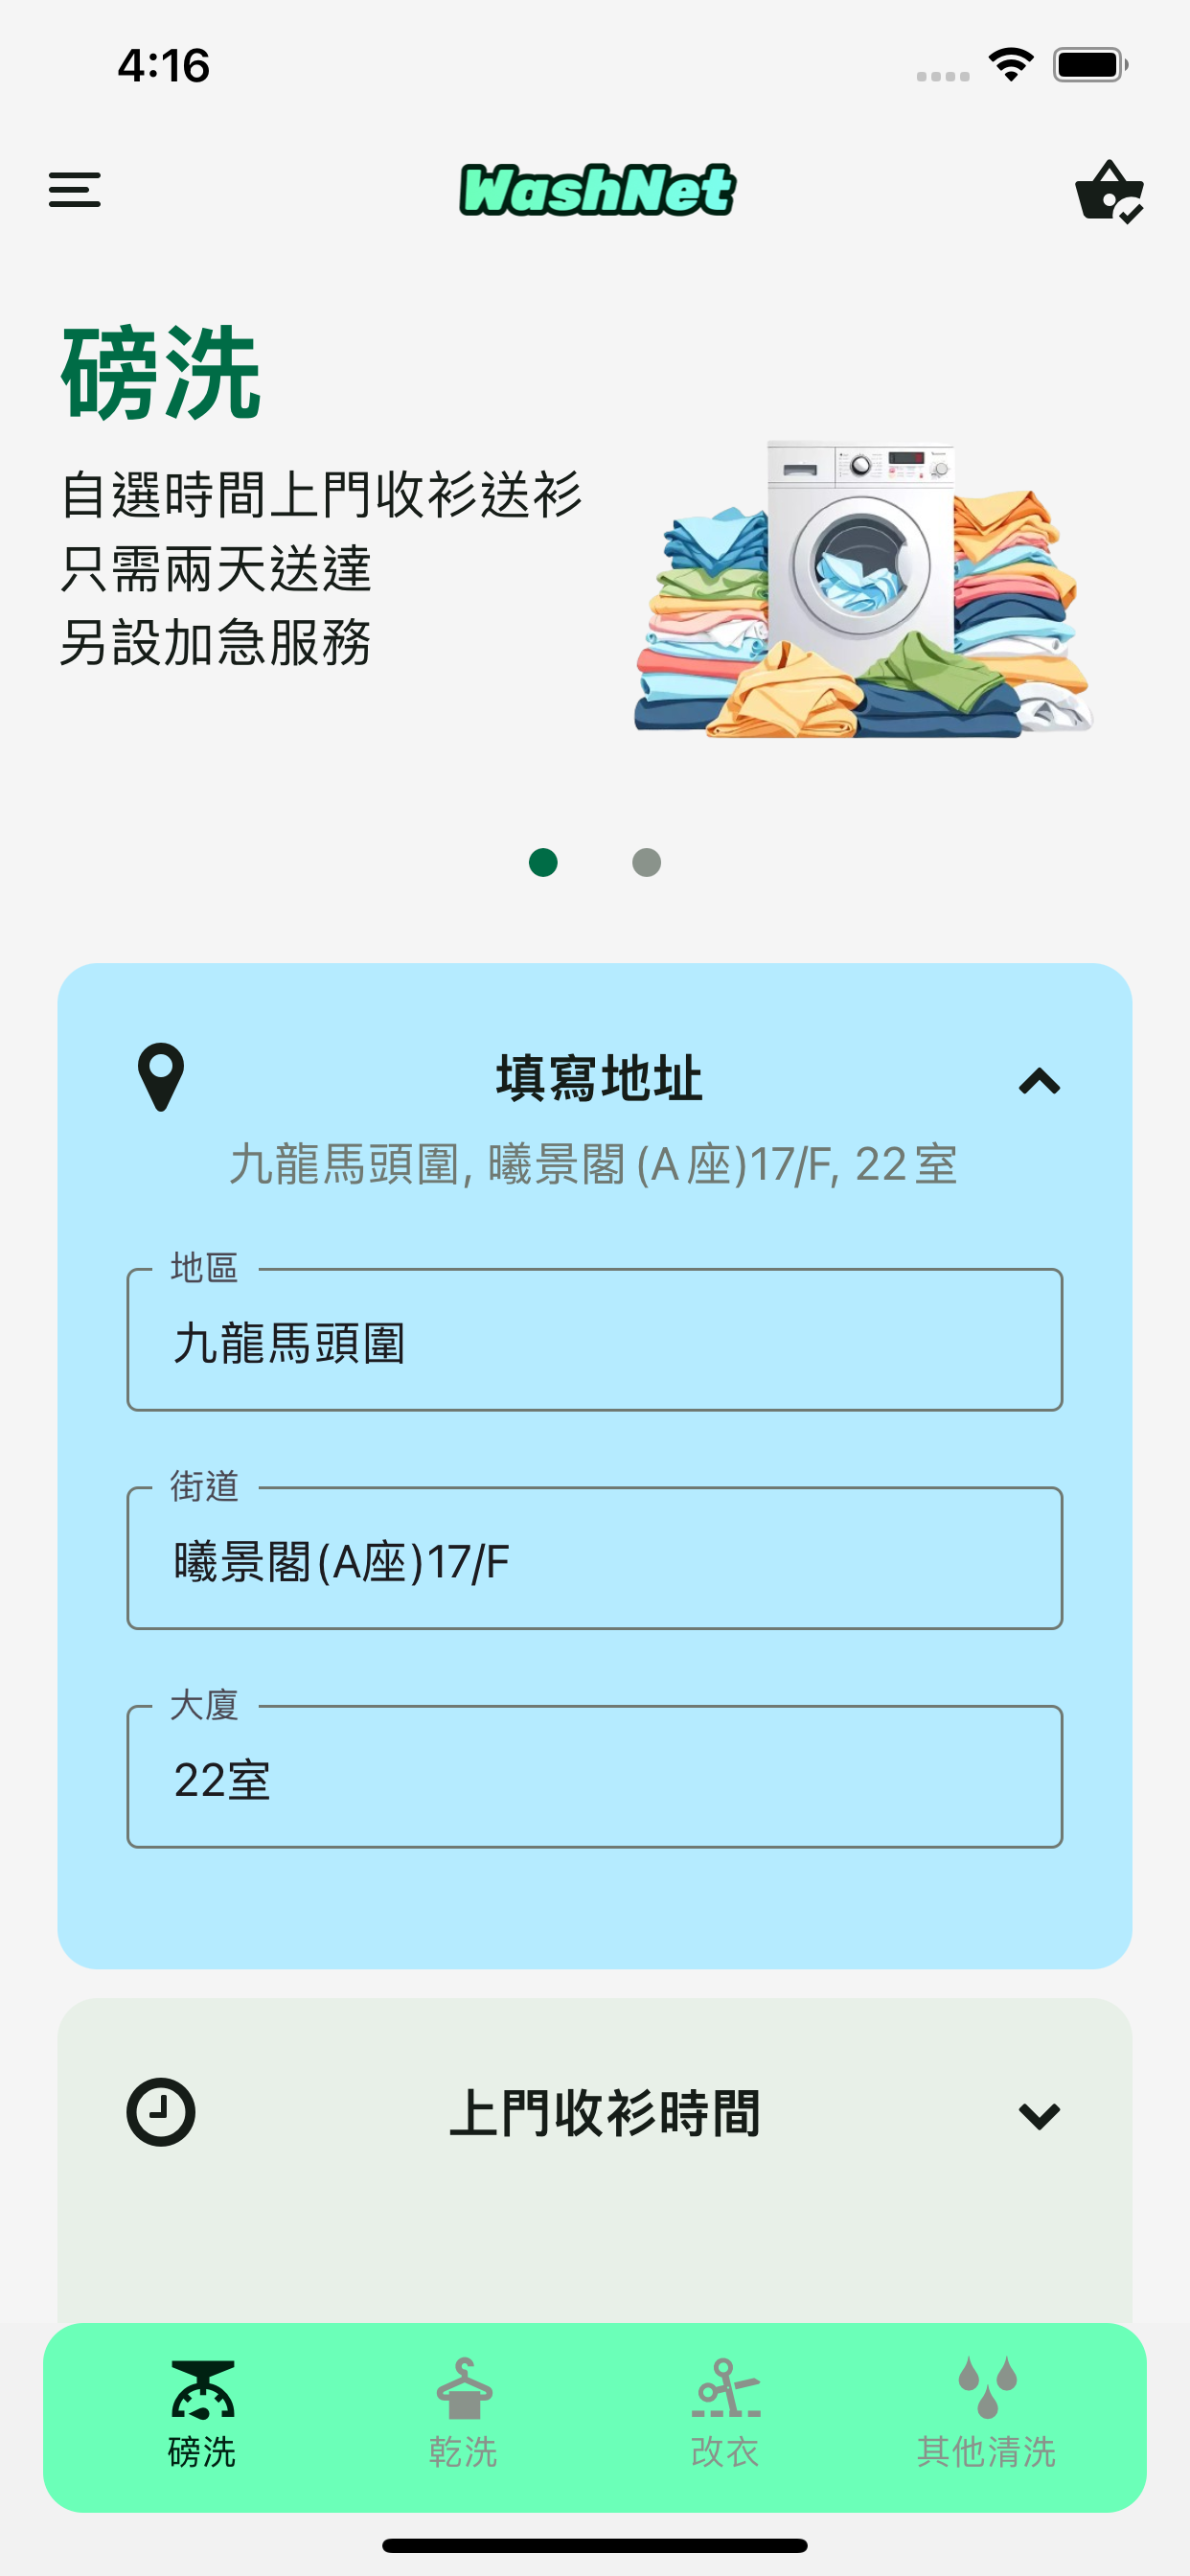 4:16
WashNet
磅洗
自選時間上門收衫送衫
只需兩天送達
另設加急服務
填寫地址
九龍馬頭圍, 曦景閣(A座)17/F, 22室
地區
九龍馬頭圍
街道
曦景閣(A座)17/F
大廈
22室
上門收衫時間
磅洗
乾洗
改衣
其他清洗